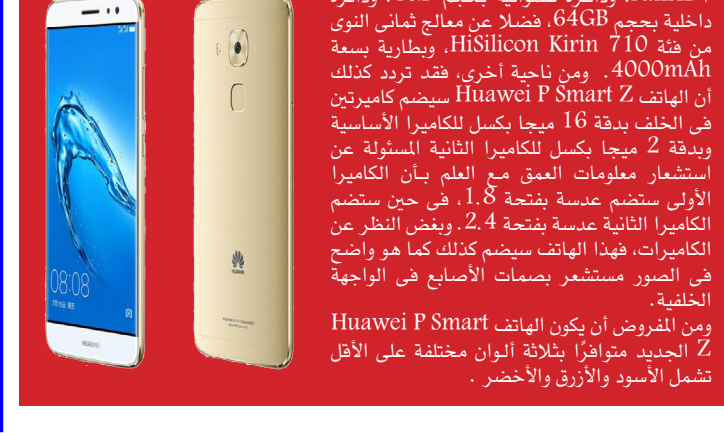 داخلية بحجم 64GB، فضلا عن معالج ثمانى النوى
من فئة HiSilicon Kirin 710، وبطارية بسعة
4000mAh. ومن ناحية أخرى، فقد تردد كذلك
أن الهاتف Huawei P Smart Z سيضم كاميرتين
فى الخلف بدقة 16 ميجا بكسل للكاميرا الأساسية
وبدقة 2 ميجا بكسل للكاميرا الثانية المسئولة عن
استشعار معلومات العمق مع العلم بأن الكاميرا
الأولى ستضم عدسة بفتحة 1.8، فى حين ستضم
الكاميرا الثانية عدسة بفتحة 2.4. وبغض النظر عن
الكاميرات، فهذا الهاتف سيضم كذلك كما هو واضح
فى الصور مستشعر بصمات الأصابع فى الواجهة
الخلفية.
ومن المفروض أن يكون الهاتف Huawei P Smart
Z الجديد متوافرًا بثلاثة ألوان مختلفة على الأقل
تشمل الأسود والأزرق والأخضر .
08:08
HUAWEI
HUAWEI